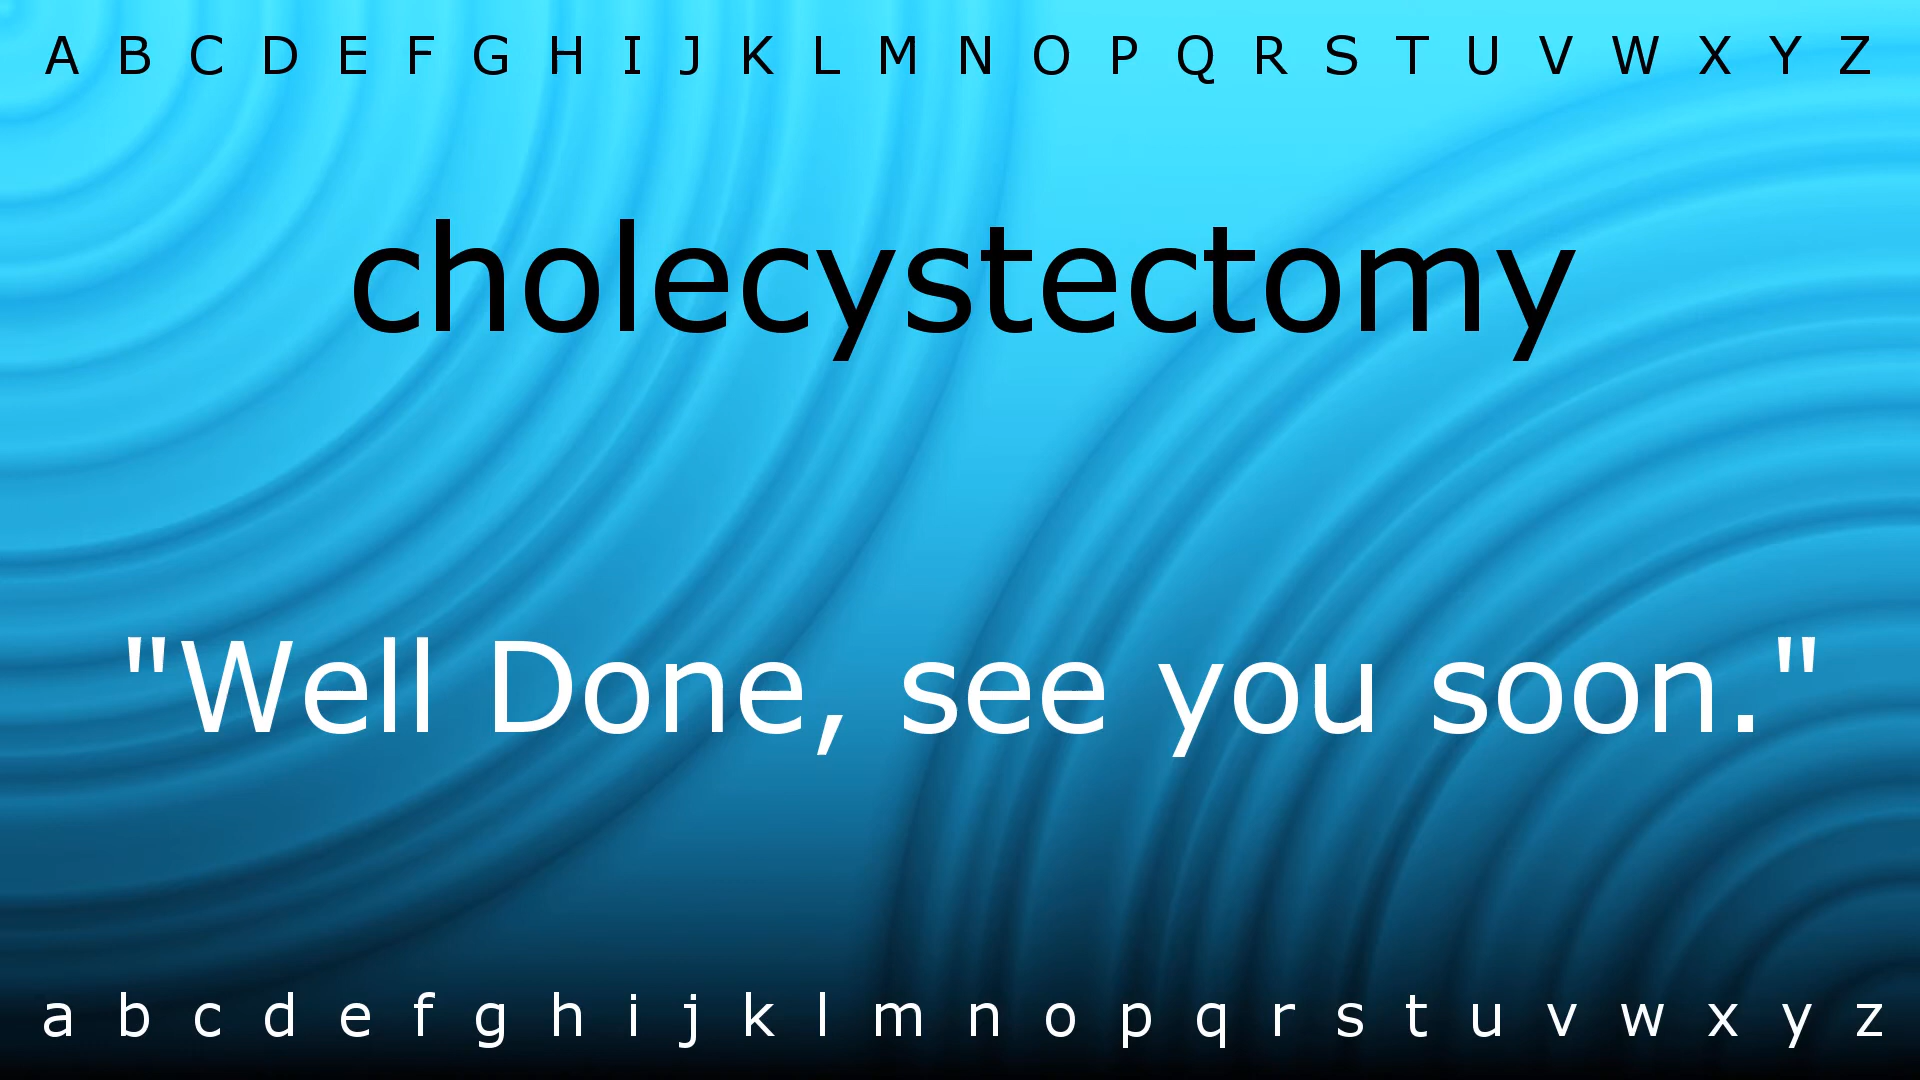 A B C D E F G H I J K L M N O P Q R S T U V W X Y Z
cholecystectomy
"Well Done, see you soon."
a b c d e f g h i j k l m n o p q r s t u v w x y z